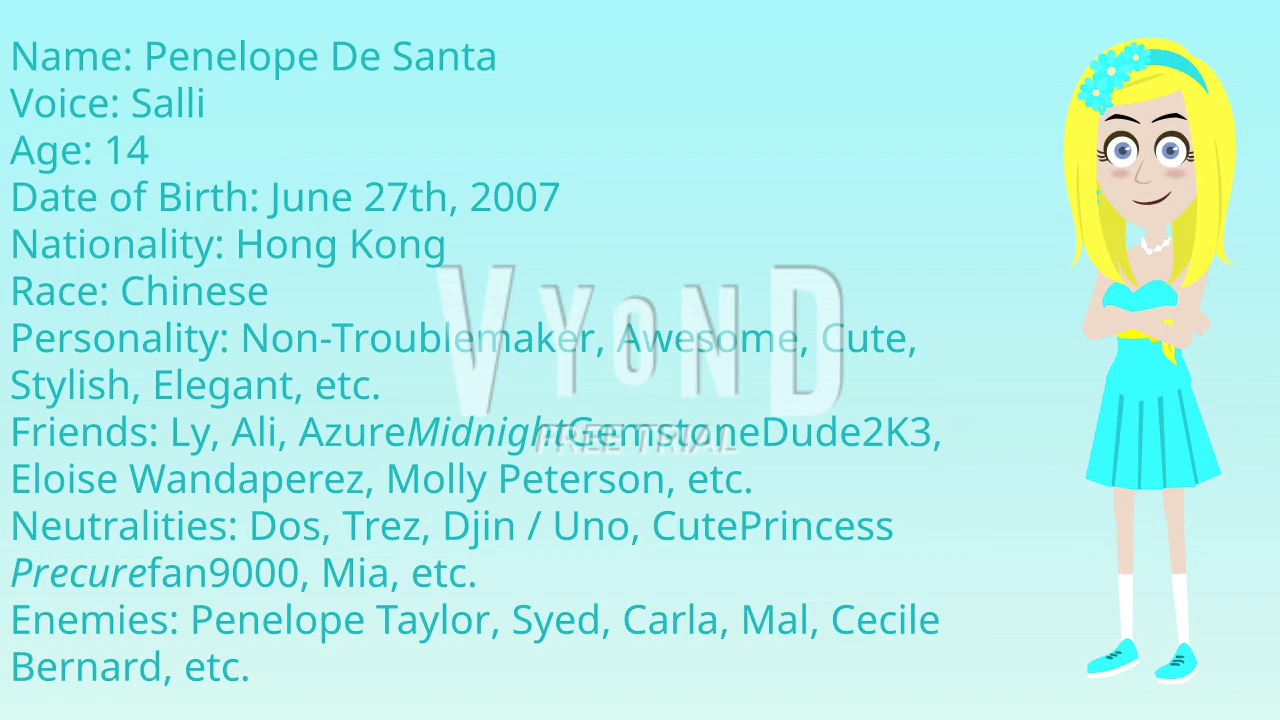 Name: Penelope De Santa
Voice: Salli
Age: 14
Date of Birth: June 27th, 2007
Nationality: Hong Kong
Race: Chinese
Personality: Non-Troublemaker, Awesome, Cute,
Stylish, Elegant, etc.
Friends: Ly, Ali, AzureMidnightGemstoneDude2K3,
Eloise Wandaperez, Molly Peterson, etc.
Neutralities: Dos, Trez, Djin / Uno, CutePrincess
Precurefan9000, Mia, etc.
Enemies: Penelope Taylor, Syed, Carla, Mal, Cecile
Bernard, etc.
VYOND
FREE TRIAL